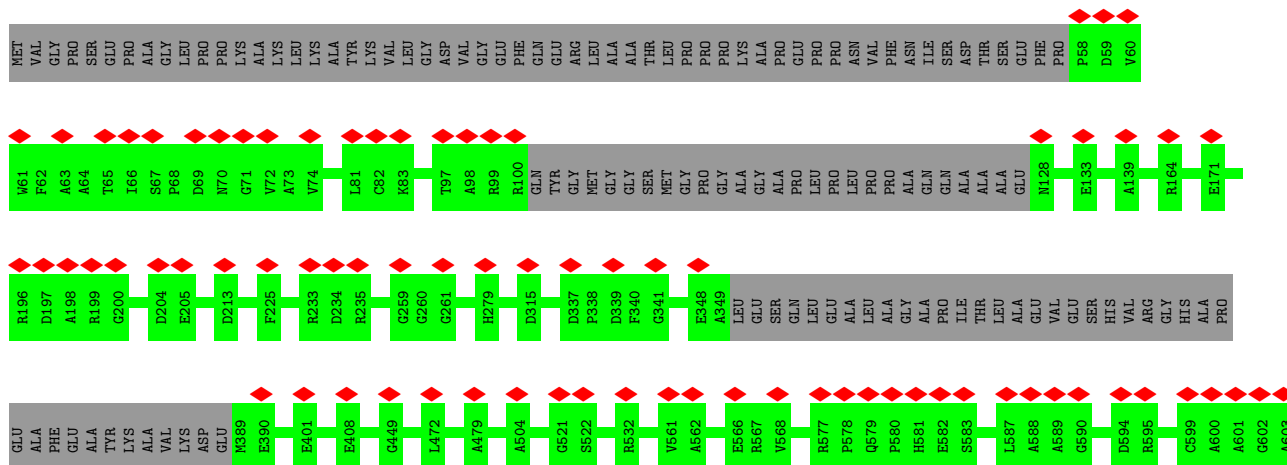 MET VAL GLY PRO SER GLU PRO ALA GLY LEU PRO PRO LYS ALA LYS LEU LYS ALA TYR LYS VAL LEU GLY ASP VAL GLY GLU PHE GLN GLU ARG LEU ALA ALA THR LEU PRO PRO PRO LYS ALA PRO GLU PRO PRO ASN VAL PHE ASN ILE SER ASP THR SER GLU PHE PRO P58 D59 V60
W61 F62 A63 A64 T65 I66 S67 P68 D69 N70 G71 V72 A73 V74 L81 C82 K83 T97 A98 R99 R100 GLN TYR GLY MET GLY GLY SER MET GLY PRO GLY ALA GLY ALA PRO LEU PRO LEU PRO PRO ALA GLN GLN ALA ALA ALA GLU N128 E133 A139 R164 E171
R196 D197 A198 R199 G200 D204 E205 D213 F225 R233 D234 R235 G259 G260 G261 H279 D315 D337 P338 D339 F340 G341 E348 A349 LEU GLU SER GLN LEU GLU ALA LEU ALA GLY ALA PRO ILE THR LEU ALA GLU VAL GLU SER HIS VAL ARG GLY HIS ALA PRO
GLU ALA PHE GLU ALA TYR LYS ALA VAL LYS ASP GLU M389 E390 E401 E408 G449 L472 A479 A504 G521 S522 R532 V561 A562 E566 R567 V568 R577 P578 Q579 P580 H581 E582 S583 L587 A588 A589 G590 D594 R595 C599 A600 A601 G602